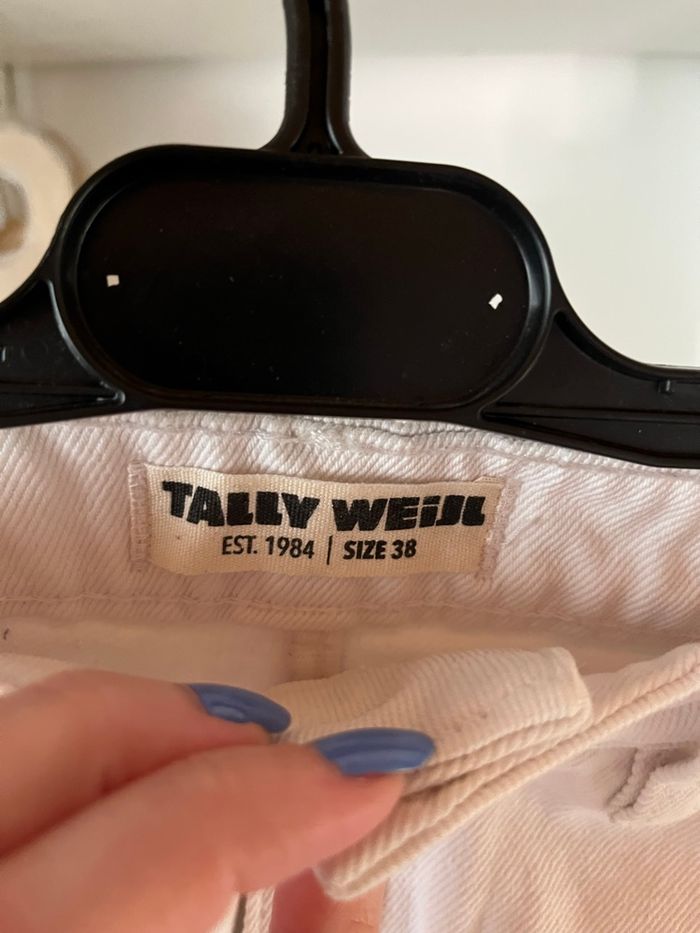 TALLY WEiJL
EST. 1984 | SIZE 38